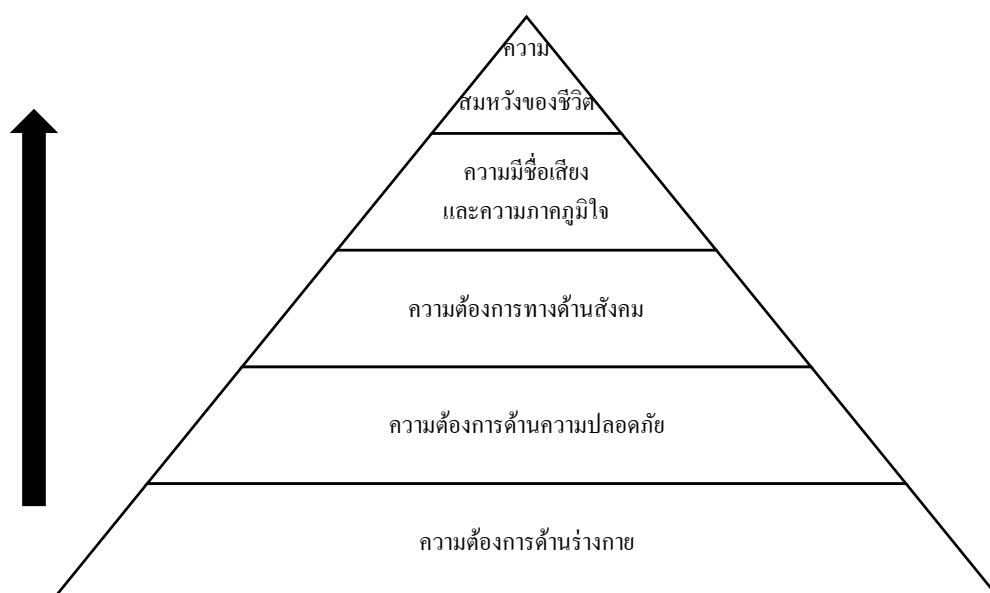 ความ
สมหวังของชีวิต
ความมีชื่อเสียง
และความภาคภูมิใจ
ความต้องการทางด้านสังคม
ความต้องการด้านความปลอดภัย
ความต้องการด้านร่างกาย